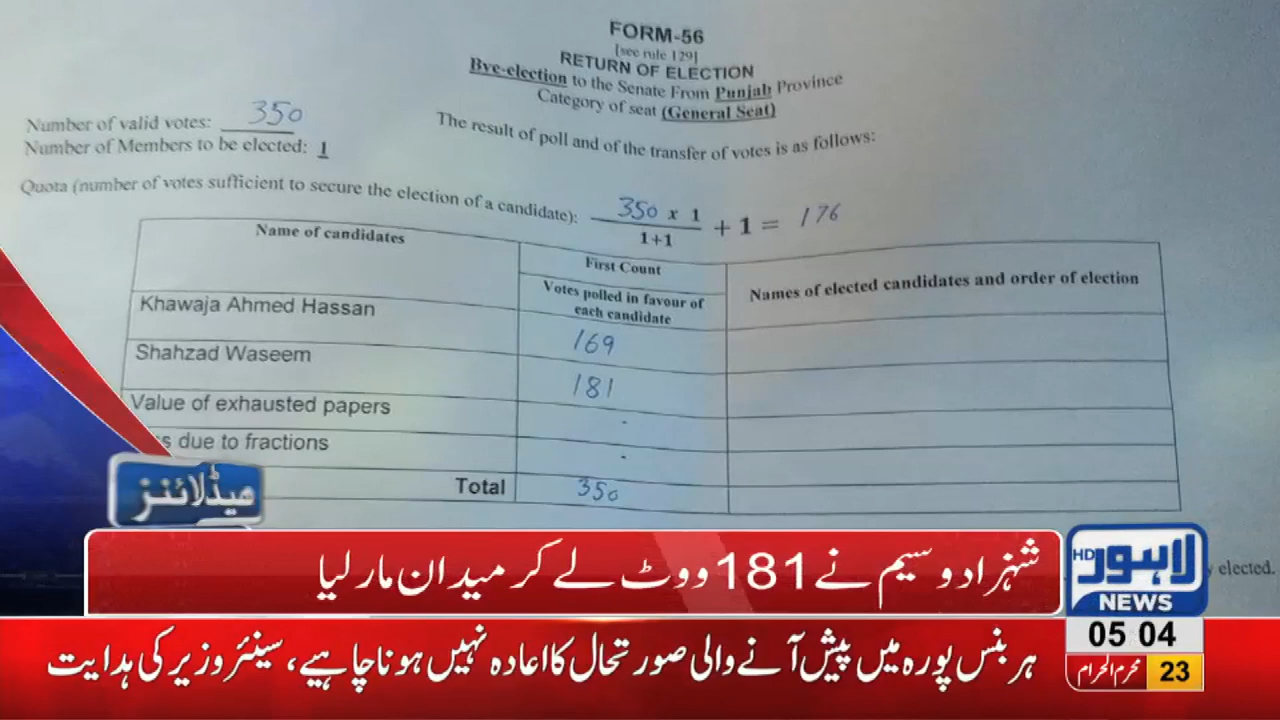 FORM-56
[see rule 129]
RETURN OF ELECTION
Bye-election to the Senate From Punjab Province
Category of seat (General Seat)
Number of valid votes: 350
Number of Members to be elected: 1
The result of poll and of the transfer of votes is as follows:
Quota (number of votes sufficient to secure the election of a candidate): 350 x 1 / 1+1 + 1 = 176
Name of candidates
First Count
Votes polled in favour of each candidate
Names of elected candidates and order of election
Khawaja Ahmed Hassan 169
Shahzad Waseem 181
Value of exhausted papers -
s due to fractions -
Total 350
elected.
ہیڈلائنز
شہزاد وسیم نے 181 ووٹ لے کر میدان مار لیا
ہربنس پورہ میں پیش آنے والی صورتحال کا اعادہ نہیں ہونا چاہیے، سینئر وزیر کی ہدایت
لاہور HD
NEWS
05 04
محرم الحرام 23